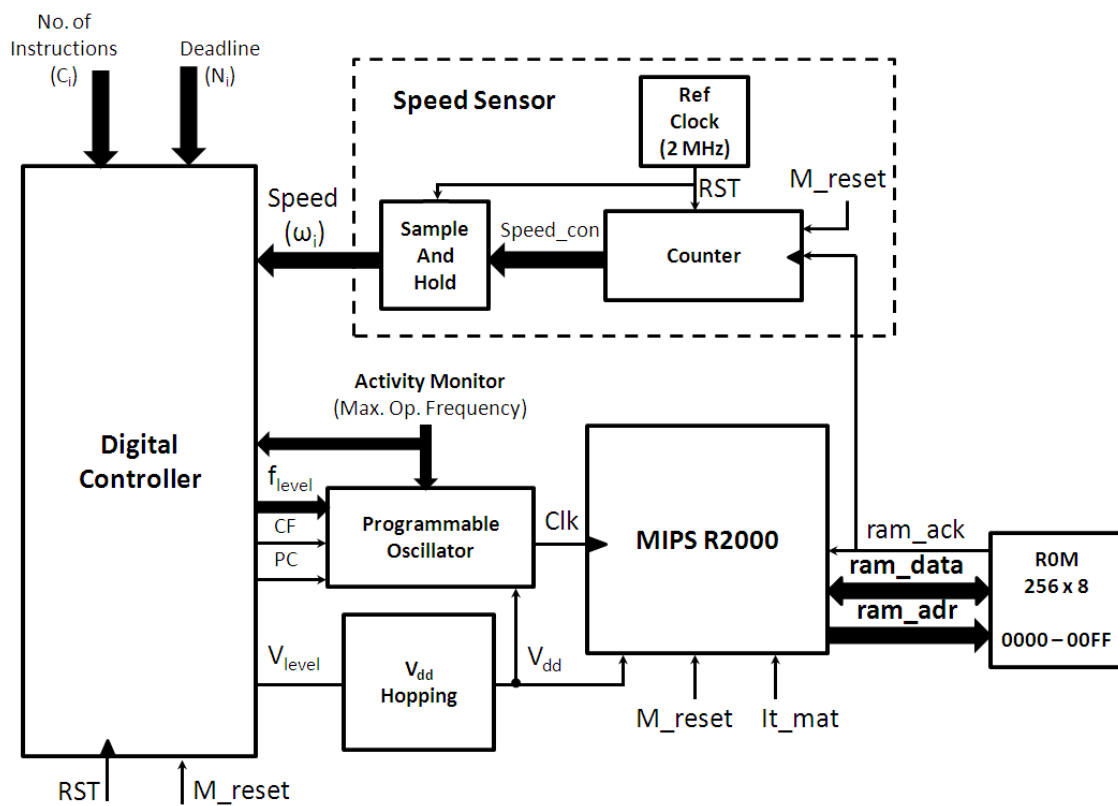 No. of
Instructions
(Ci)
Deadline
(Ni)
Speed Sensor
Ref
Clock
(2 MHz)
RST
M_reset
Speed
(ωi)
Sample
And
Hold
Speed_con
Counter
Activity Monitor
(Max. Op. Frequency)
Digital
Controller
flevel
CF
PC
Programmable
Oscillator
Clk
MIPS R2000
ram_ack
ram_data
ram_adr
R0M
256 x 8
0000 – 00FF
Vlevel
Vdd
Hopping
Vdd
M_reset
It_mat
RST
M_reset